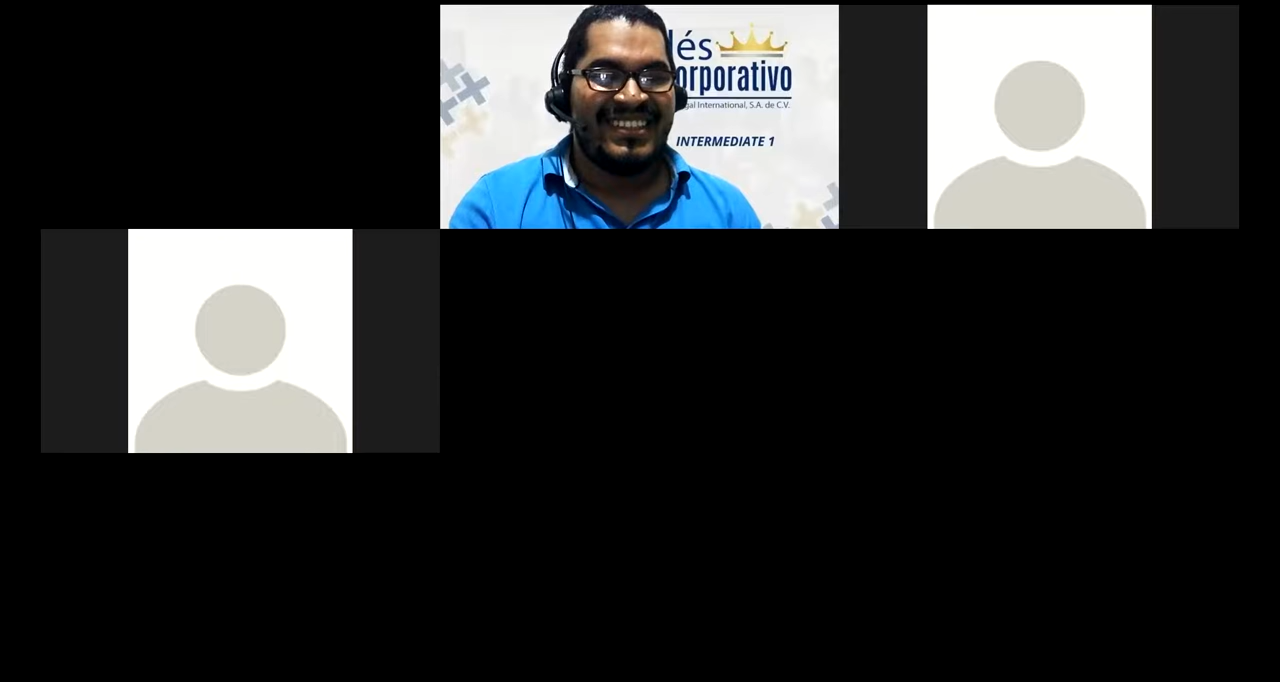 lés
orporativo
gal International, S.A. de C.V.
INTERMEDIATE 1